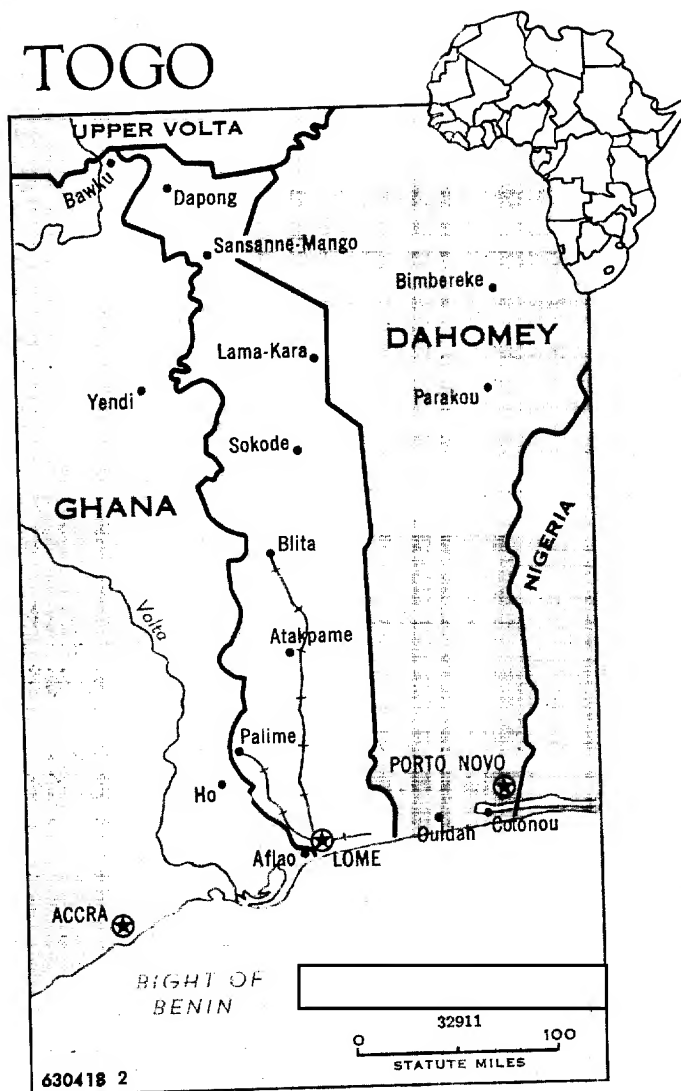 TOGO
UPPER VOLTA
Bawku
Dapong
Sansanne-Mango
Bimbereke
DAHOMEY
Lama-Kara
Yendi
Parakou
Sokode
GHANA
NIGERIA
Blita
Volta
Atakpame
Palime
PORTO NOVO
Ho
Ouidah
Cotonou
Aflao
LOME
ACCRA
BIGHT OF
BENIN
32911
0 100
STATUTE MILES
630418 2